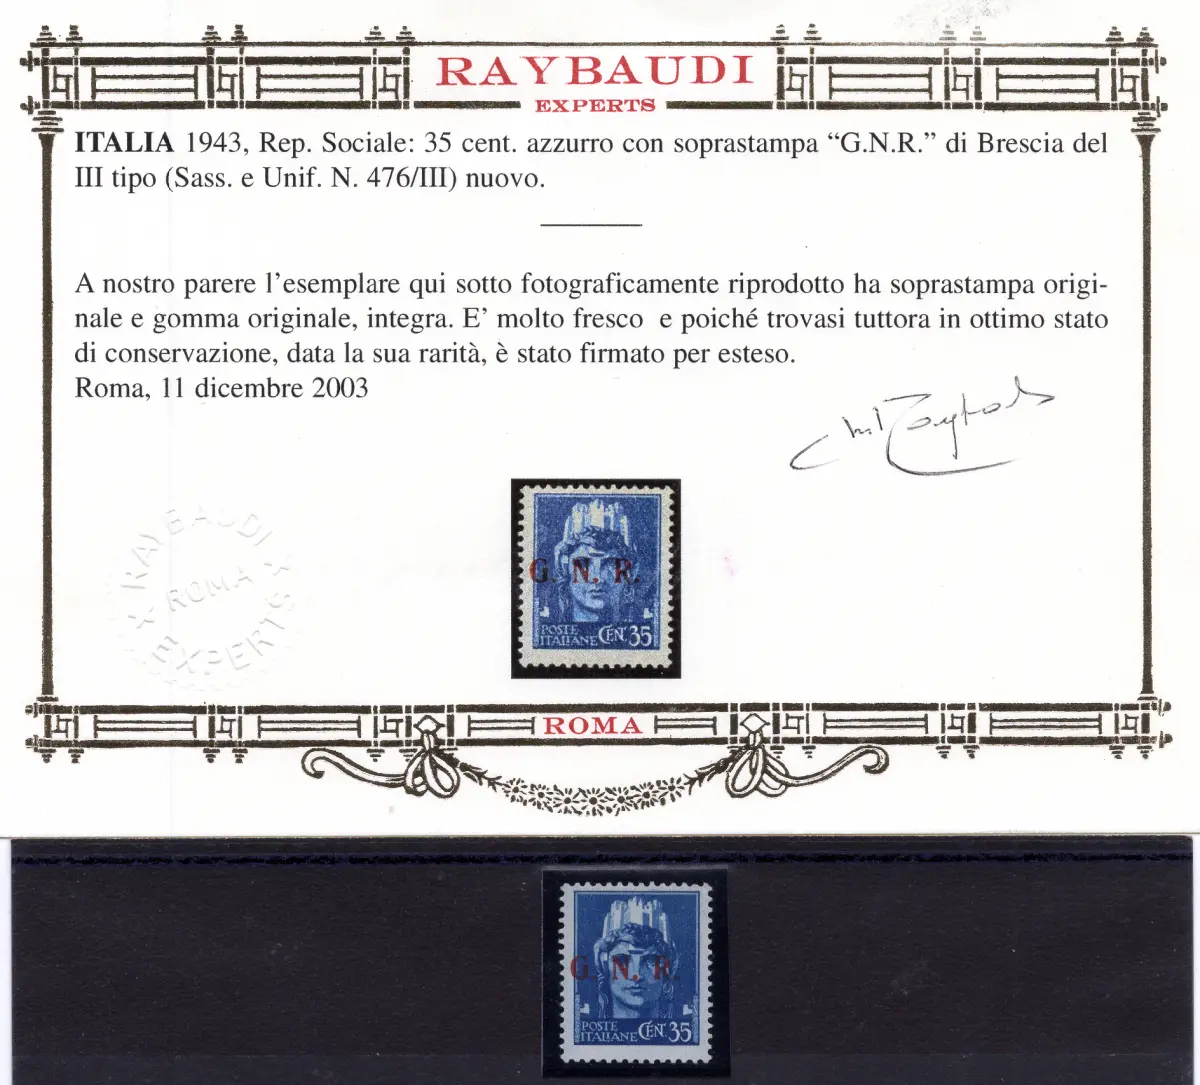 RAYBAUDI
EXPERTS
ITALIA 1943, Rep. Sociale: 35 cent. azzurro con soprastampa “G.N.R.” di Brescia del
III tipo (Sass. e Unif. N. 476/III) nuovo.
A nostro parere l’esemplare qui sotto fotograficamente riprodotto ha soprastampa origi-
nale e gomma originale, integra. E’ molto fresco e poiché trovasi tuttora in ottimo stato
di conservazione, data la sua rarità, è stato firmato per esteso.
Roma, 11 dicembre 2003
G. N. R.
POSTE
ITALIANE CEN. 35
RAYBAUDI
ROMA
EXPERTS
ROMA
G. N. R.
POSTE
ITALIANE CEN. 35